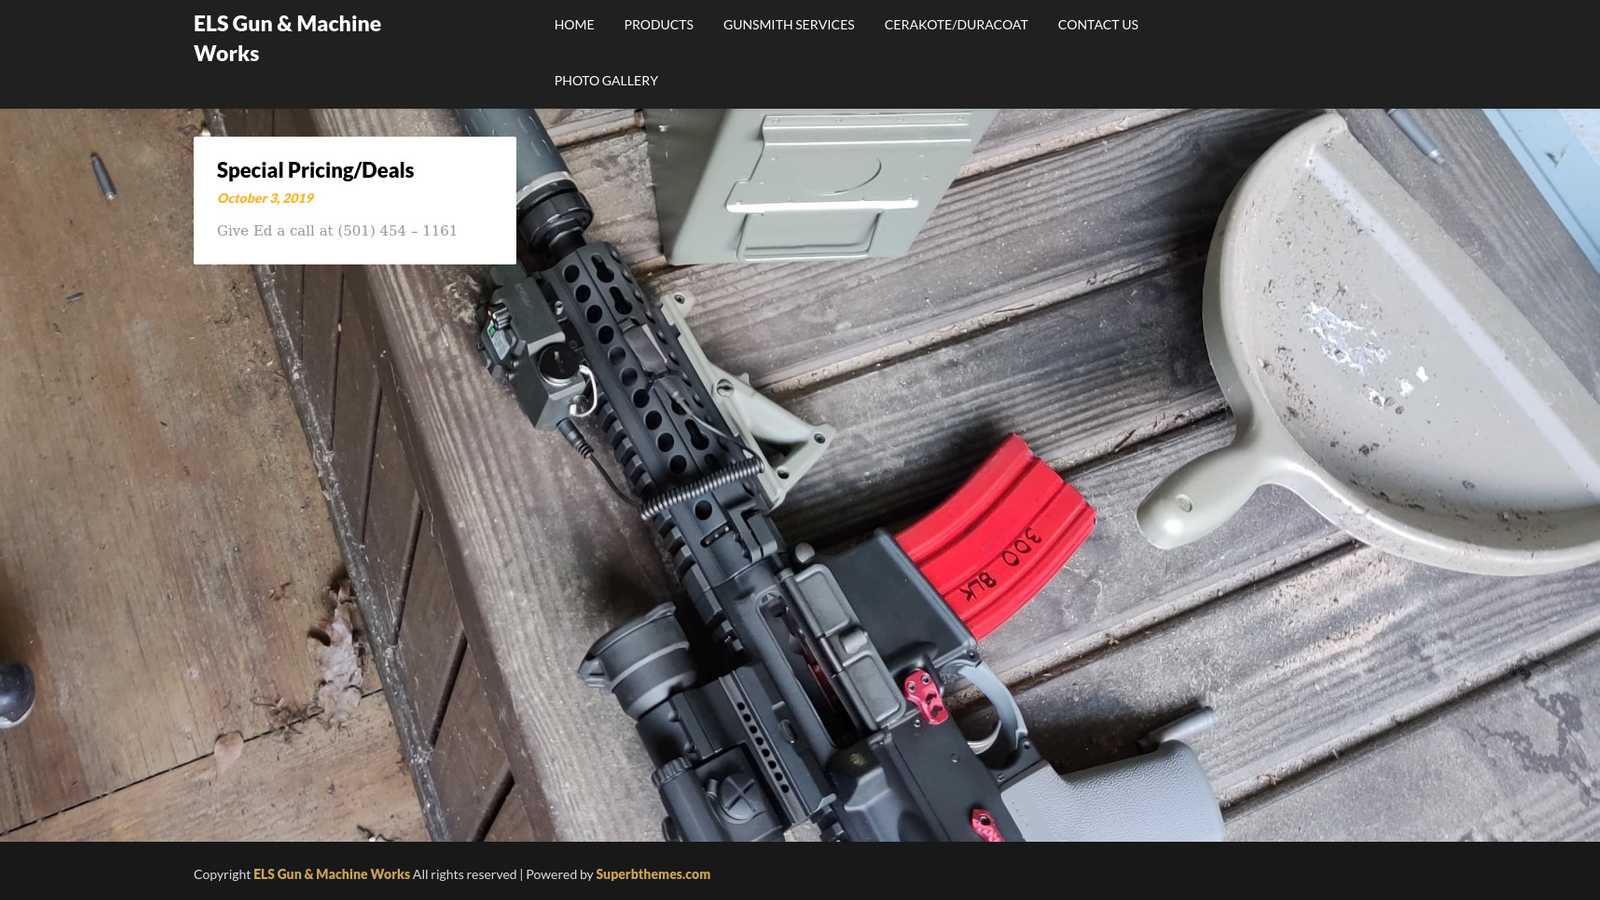 ELS Gun & Machine
Works
HOME PRODUCTS GUNSMITH SERVICES CERAKOTE/DURACOAT CONTACT US
PHOTO GALLERY
Special Pricing/Deals
October 3, 2019
Give Ed a call at (501) 454 – 1161
300 BLK
Copyright ELS Gun & Machine Works All rights reserved | Powered by Superbthemes.com